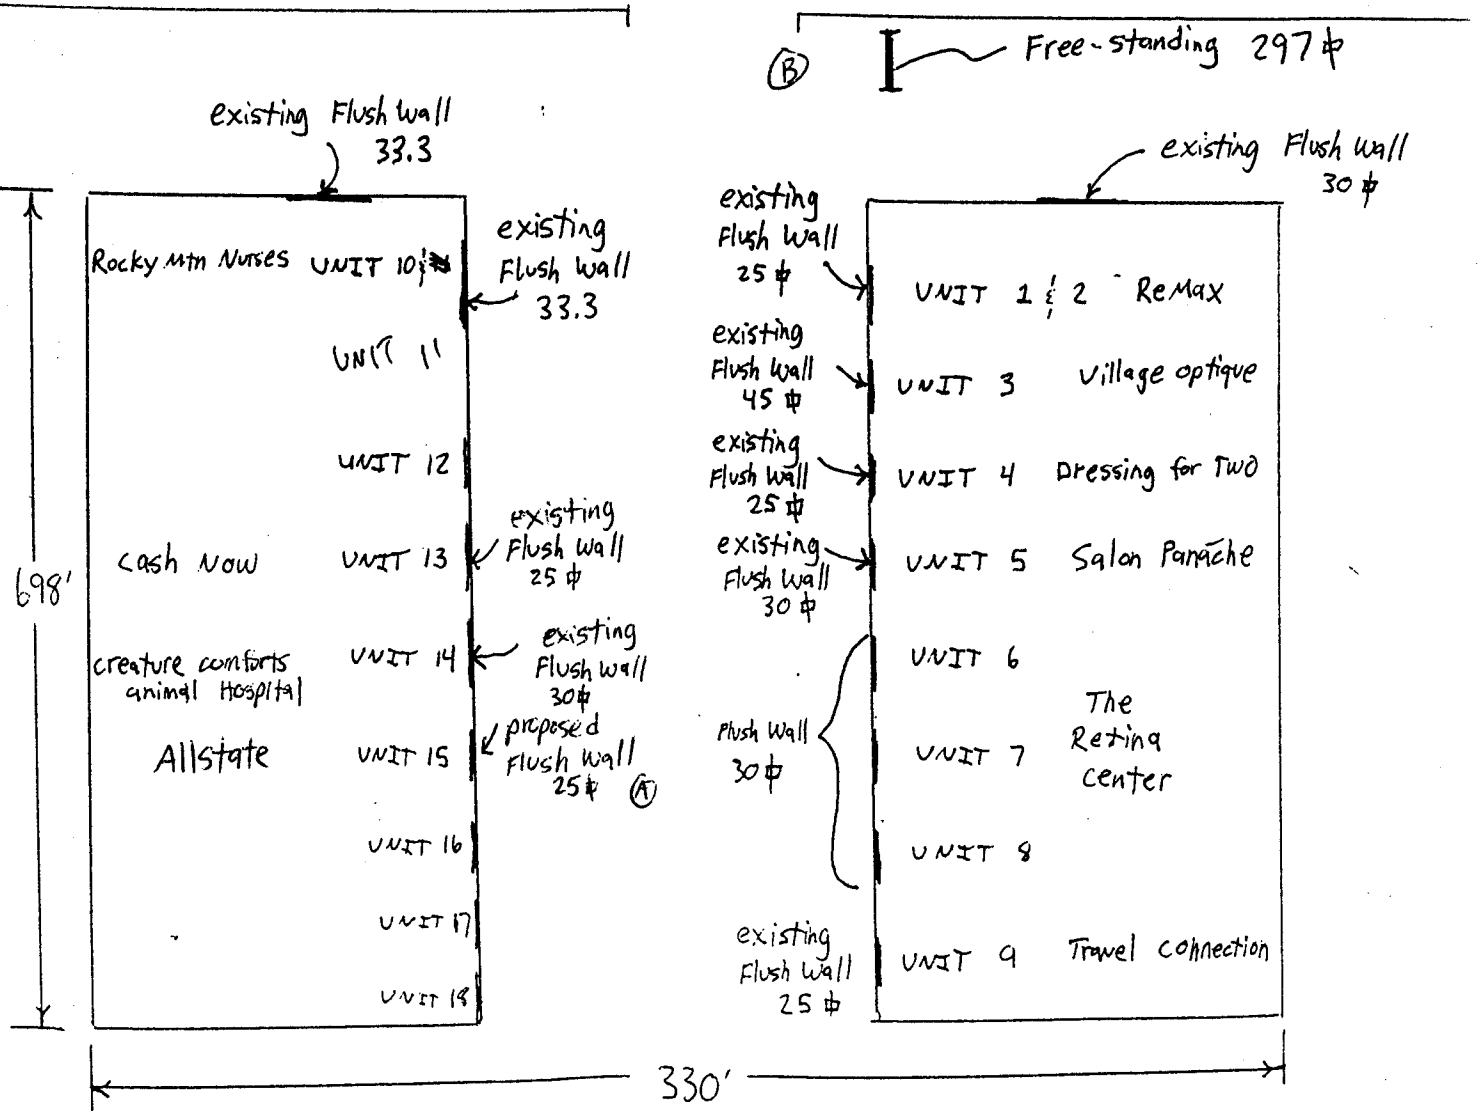 Free-standing 297 ⏍
B
existing Flush Wall
33.3
existing Flush Wall
30 ⏍
Rocky Mtn Nurses UNIT 10 &
existing
Flush Wall
33.3
UNIT 11
UNIT 12
cash Now UNIT 13
existing
Flush Wall
25 ⏍
creature comforts
animal Hospital
UNIT 14
existing
Flush Wall
30 ⏍
Allstate UNIT 15
proposed
Flush Wall
25 ⏍ A
UNIT 16
UNIT 17
UNIT 18
698'
existing
Flush Wall
25 ⏍
UNIT 1 & 2 ReMax
existing
Flush Wall
45 ⏍
UNIT 3 Village optique
existing
Flush Wall
25 ⏍
UNIT 4 Dressing for Two
existing
Flush Wall
30 ⏍
UNIT 5 Salon Panache
UNIT 6
Flush Wall
30 ⏍
UNIT 7
The
Retina
center
UNIT 8
existing
Flush Wall
25 ⏍
UNIT 9 Travel connection
330'